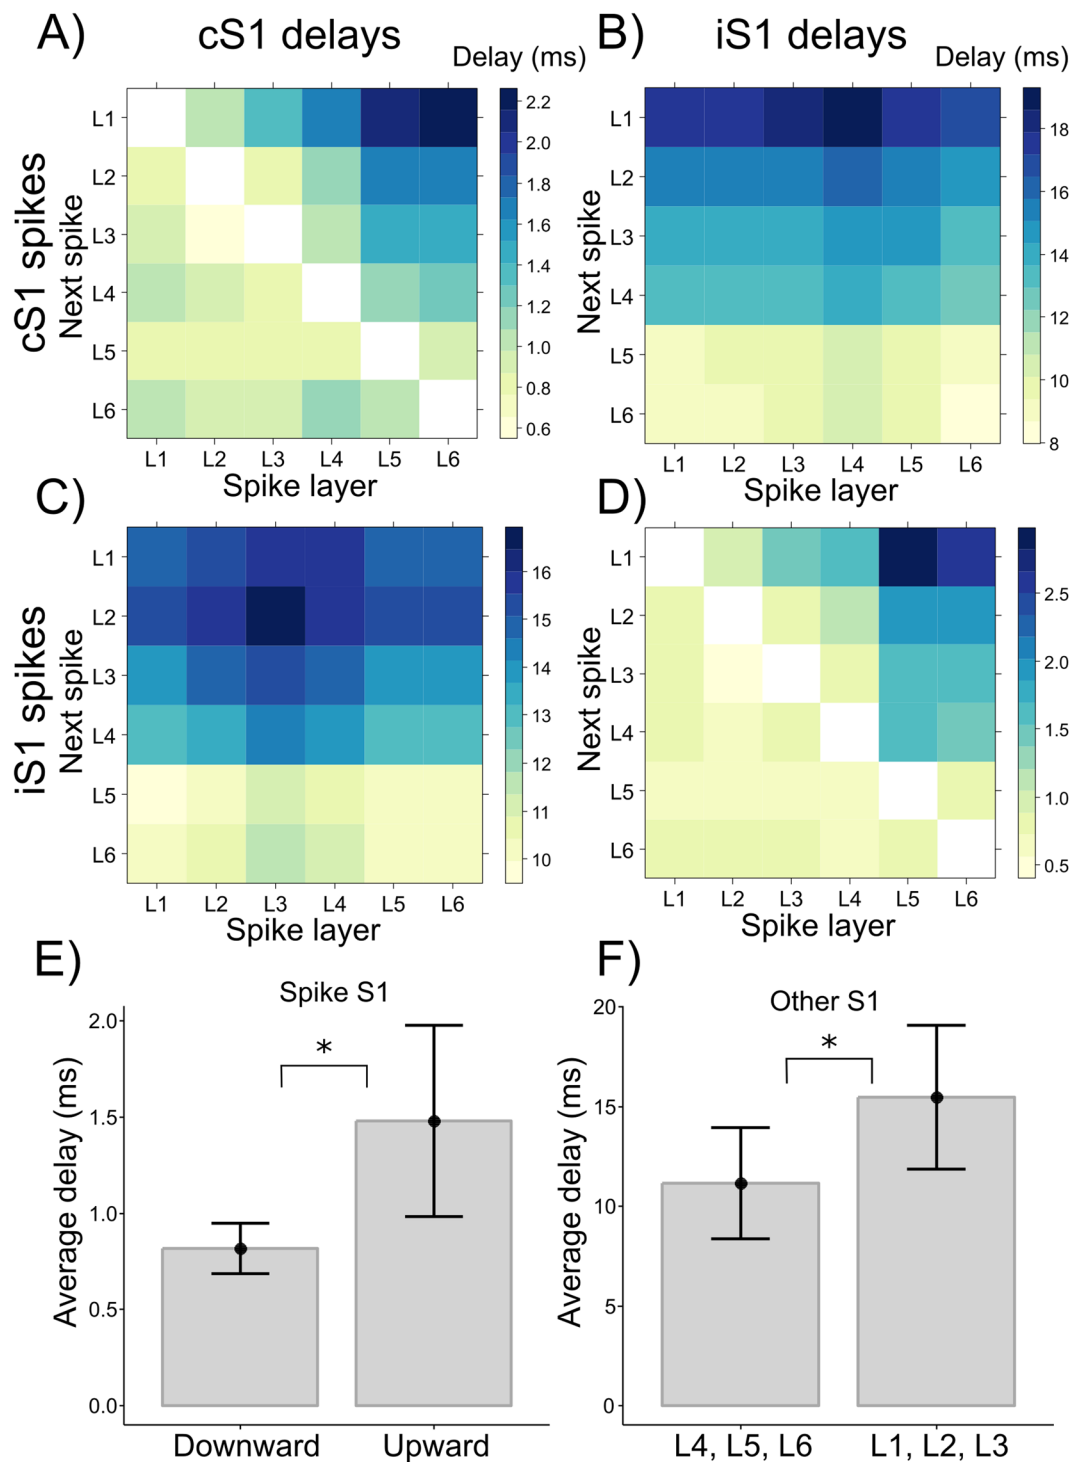 A)
cS1 delays
B)
iS1 delays
Delay (ms)
Delay (ms)
cS1 spikes
Next spike
L1
L2
L3
L4
L5
L6
L1 L2 L3 L4 L5 L6
Spike layer
2.2
2.0
1.8
1.6
1.4
1.2
1.0
0.8
0.6
Next spike
L1
L2
L3
L4
L5
L6
L1 L2 L3 L4 L5 L6
Spike layer
18
16
14
12
10
8
C)
iS1 spikes
Next spike
L1
L2
L3
L4
L5
L6
L1 L2 L3 L4 L5 L6
Spike layer
16
15
14
13
12
11
10
D)
Next spike
L1
L2
L3
L4
L5
L6
L1 L2 L3 L4 L5 L6
Spike layer
2.5
2.0
1.5
1.0
0.5
E)
Spike S1
Average delay (ms)
2.0
1.5
1.0
0.5
0.0
*
Downward Upward
F)
Other S1
Average delay (ms)
20
15
10
5
0
*
L4, L5, L6 L1, L2, L3